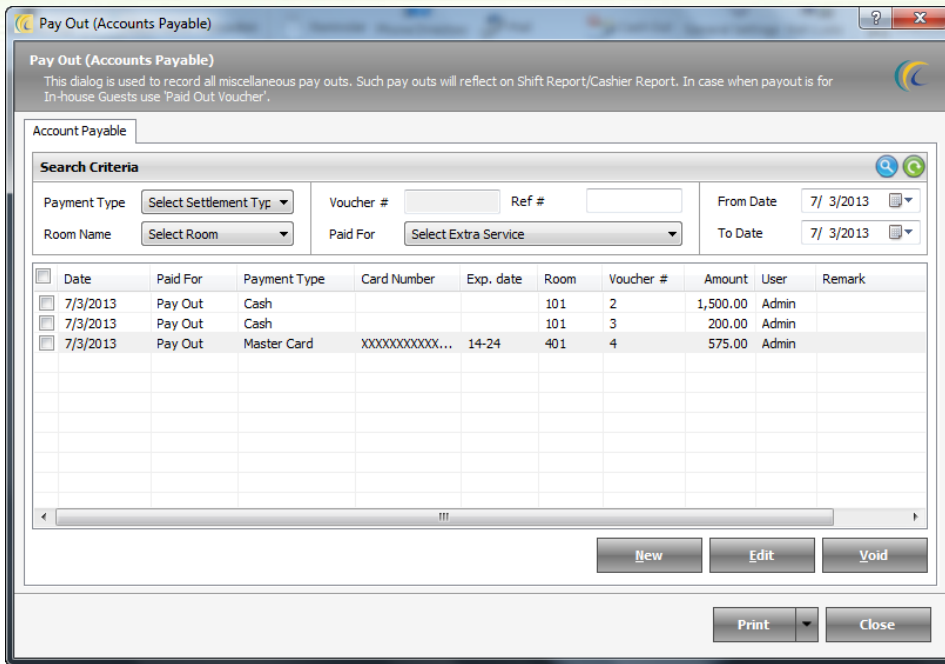 Pay Out (Accounts Payable)
Pay Out (Accounts Payable)
This dialog is used to record all miscellaneous pay outs. Such pay outs will reflect on Shift Report/Cashier Report. In case when payout is for
In-house Guests use 'Paid Out Voucher'.
Account Payable
Search Criteria
Payment Type Select Settlement Typ Voucher # Ref # From Date 7/ 3/2013
Room Name Select Room Paid For Select Extra Service To Date 7/ 3/2013
Date Paid For Payment Type Card Number Exp. date Room Voucher # Amount User Remark
7/3/2013 Pay Out Cash 101 2 1,500.00 Admin
7/3/2013 Pay Out Cash 101 3 200.00 Admin
7/3/2013 Pay Out Master Card XXXXXXXXXXX... 14-24 401 4 575.00 Admin
New Edit Void
Print Close